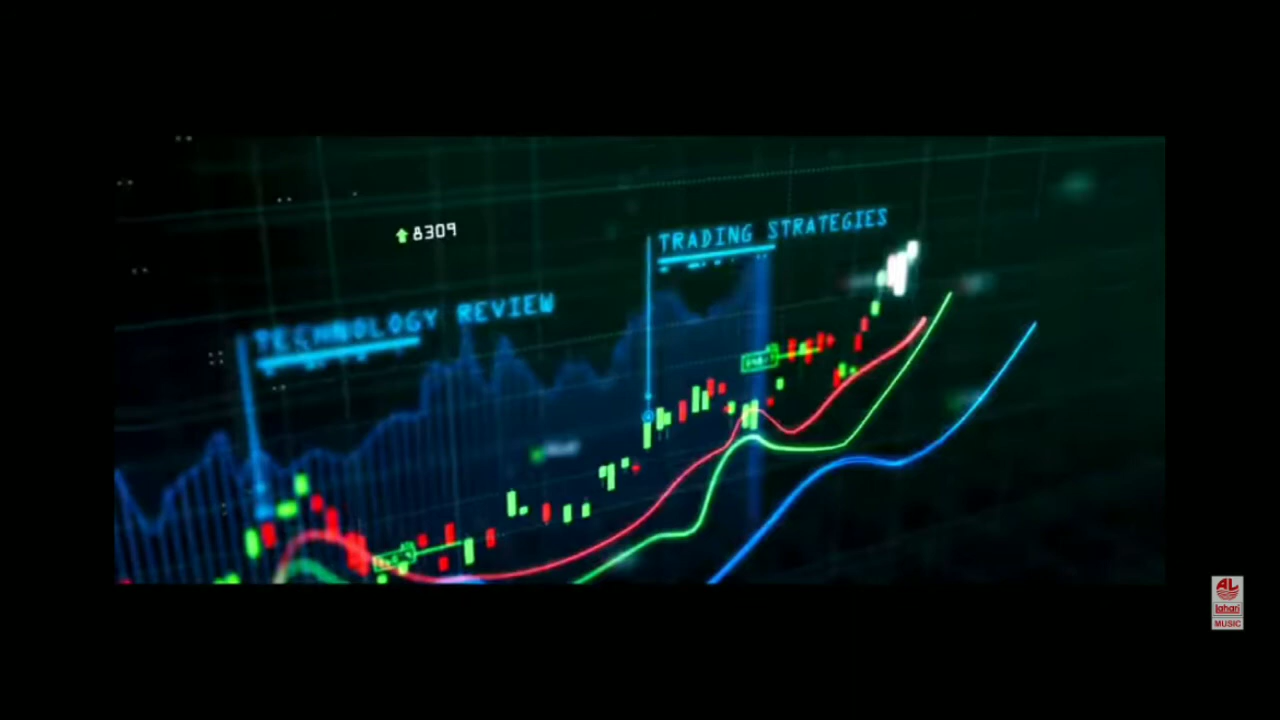 8309
TRADING STRATEGIES
TECHNOLOGY REVIEW
AL
lahari
MUSIC